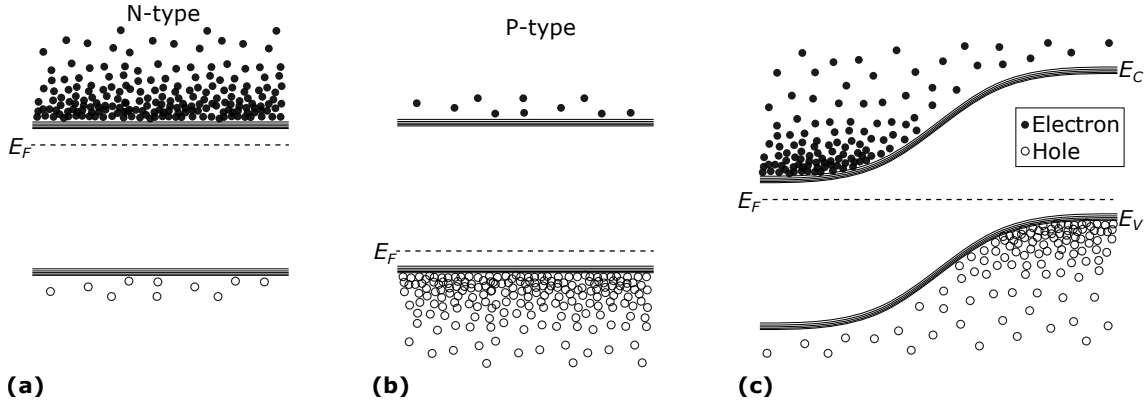 N-type
E_F
(a)
P-type
E_F
(b)
E_C
Electron
Hole
E_F
E_V
(c)